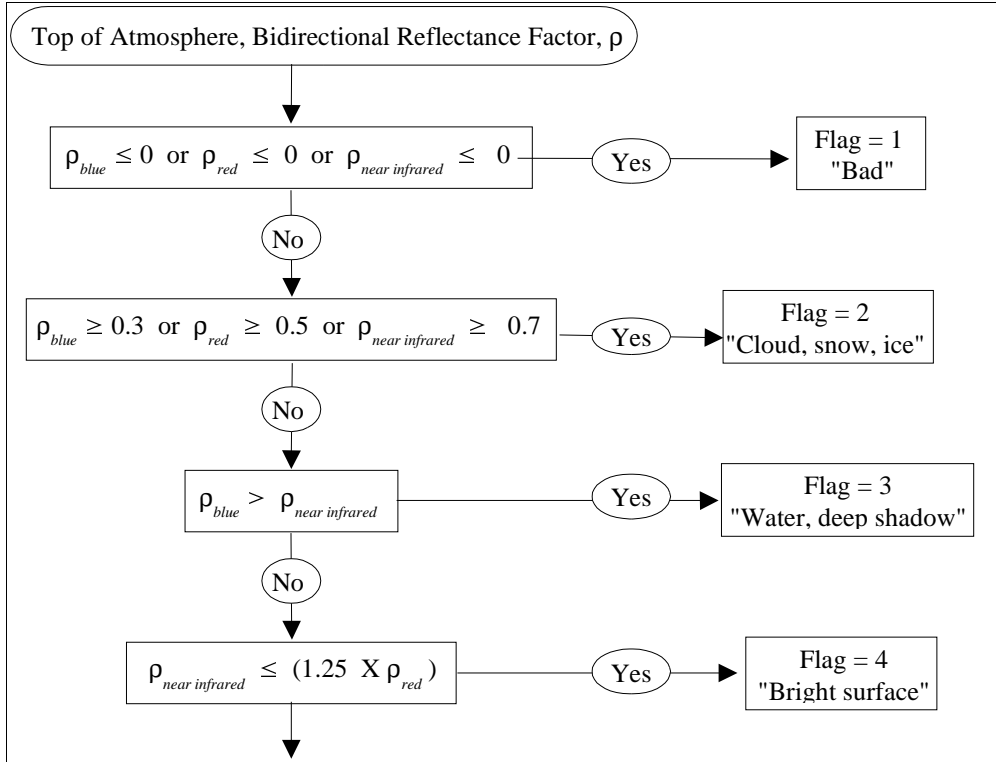 Top of Atmosphere, Bidirectional Reflectance Factor, ρ
ρblue ≤ 0 or ρred ≤ 0 or ρnear infrared ≤ 0
Yes
Flag = 1
"Bad"
No
ρblue ≥ 0.3 or ρred ≥ 0.5 or ρnear infrared ≥ 0.7
Yes
Flag = 2
"Cloud, snow, ice"
No
ρblue > ρnear infrared
Yes
Flag = 3
"Water, deep shadow"
No
ρnear infrared ≤ (1.25 X ρred )
Yes
Flag = 4
"Bright surface"